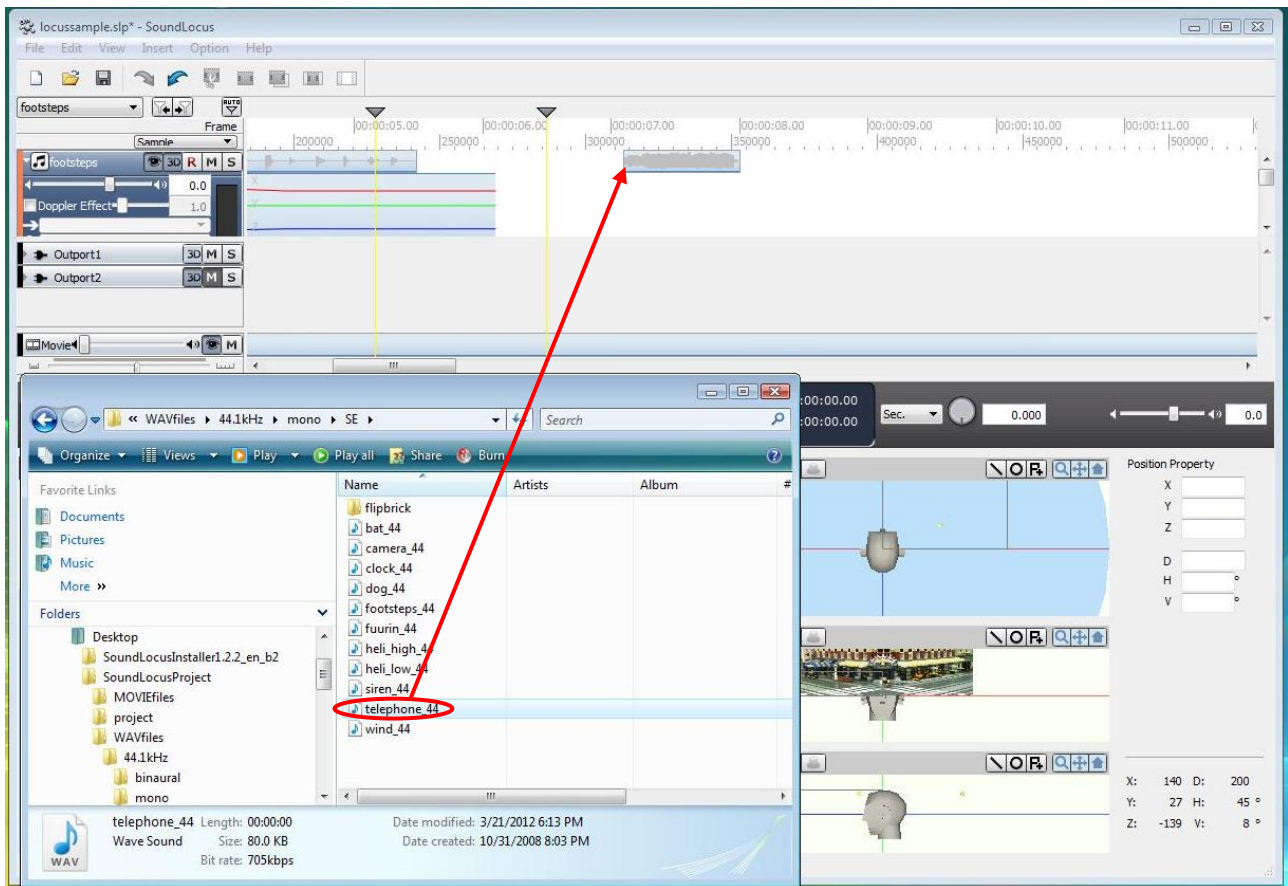 locussample.slp* - SoundLocus
File Edit View Insert Option Help
footsteps
AUTO
Frame
Sample
00:00:05.00 00:00:06.00 00:00:07.00 00:00:08.00 00:00:09.00 00:00:10.00 00:00:11.00
200000 250000 300000 350000 400000 450000 500000
footsteps 3D R M S
0.0
Doppler Effect 1.0
X
Y
Z
Outport1 3D M S
Outport2 3D M S
Movie M
« WAVfiles 44.1kHz mono SE
Search
Organize Views Play Play all Share Burn
Favorite Links
Documents
Pictures
Music
More »
Folders
Desktop
SoundLocusInstaller1.2.2_en_b2
SoundLocusProject
MOVIEfiles
project
WAVfiles
44.1kHz
binaural
mono
Name Artists Album #
flipbrick
bat_44
camera_44
clock_44
dog_44
footsteps_44
fuurin_44
heli_high_44
heli_low_44
siren_44
telephone_44
wind_44
telephone_44 Length: 00:00:00 Date modified: 3/21/2012 6:13 PM
Wave Sound Size: 80.0 KB Date created: 10/31/2008 8:03 PM
WAV
Bit rate: 705kbps
:00:00.00
:00:00.00
Sec. 0.000 0.0
Position Property
X
Y
Z
D
H °
V °
X: 140 D: 200
Y: 27 H: 45 °
Z: -139 V: 8 °